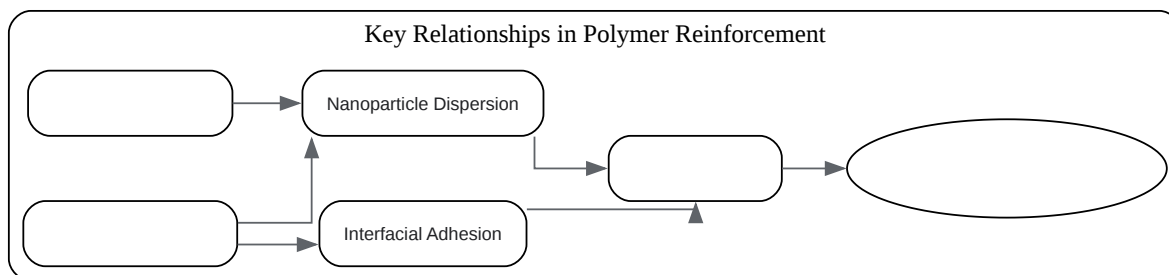 Key Relationships in Polymer Reinforcement
Nanoparticle Dispersion
Interfacial Adhesion